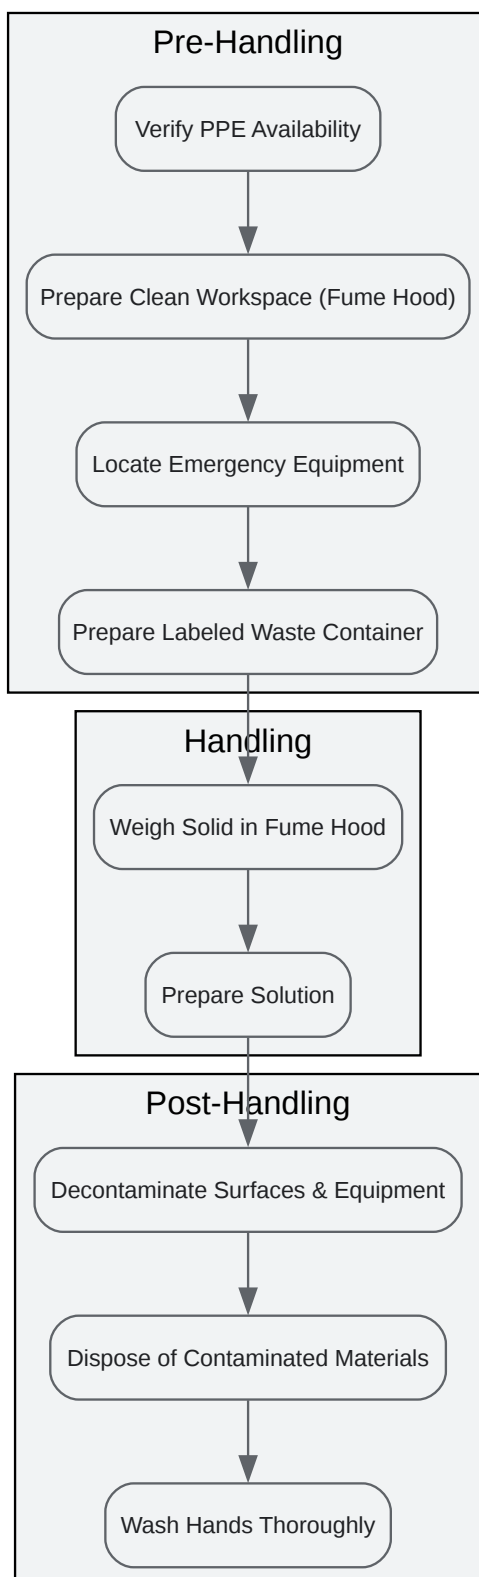 Pre-Handling
Verify PPE Availability
Prepare Clean Workspace (Fume Hood)
Locate Emergency Equipment
Prepare Labeled Waste Container
Handling
Weigh Solid in Fume Hood
Prepare Solution
Post-Handling
Decontaminate Surfaces & Equipment
Dispose of Contaminated Materials
Wash Hands Thoroughly